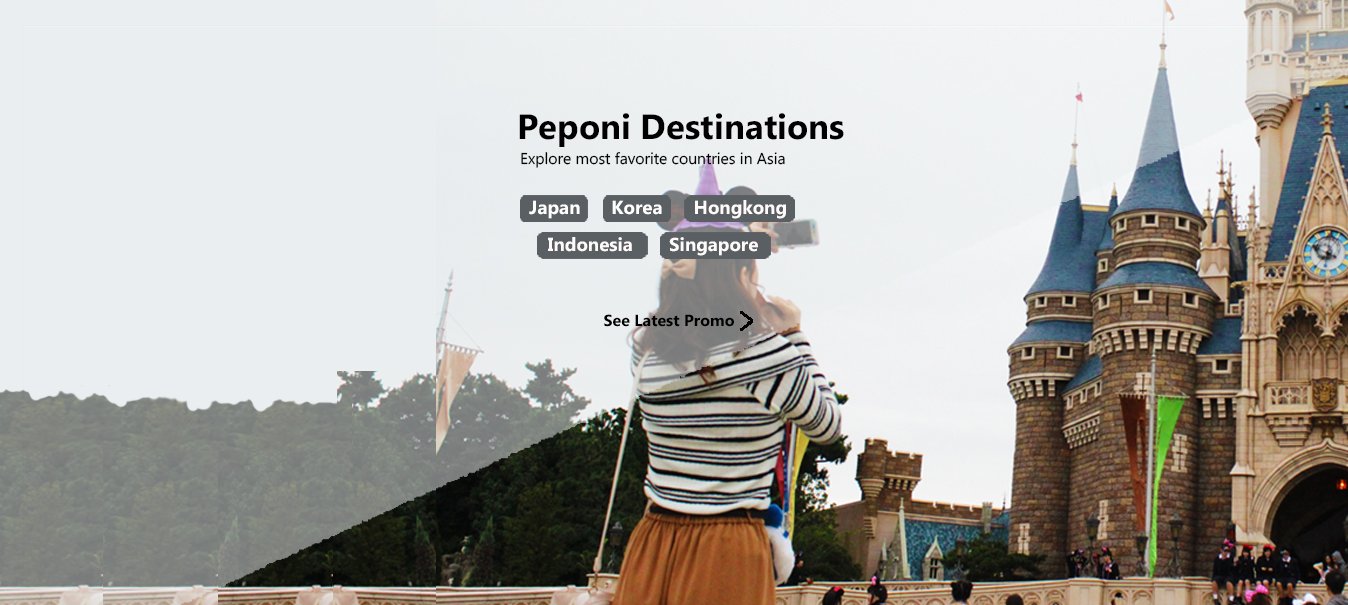 Peponi Destinations
Explore most favorite countries in Asia
Japan Korea Hongkong
Indonesia Singapore
See Latest Promo